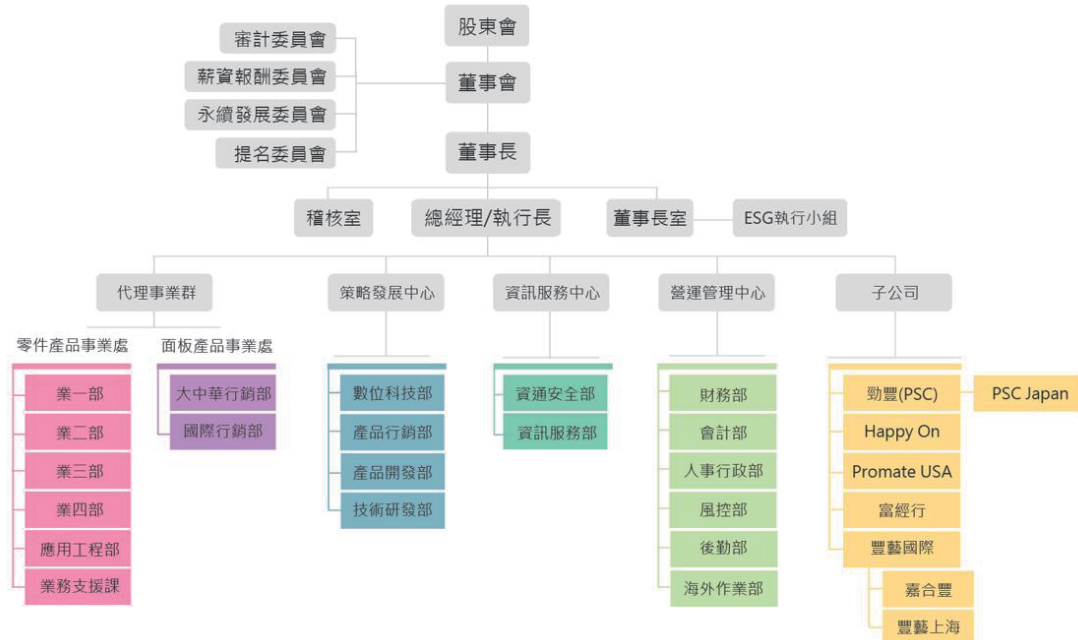 股東會
審計委員會
薪資報酬委員會
董事會
永續發展委員會
提名委員會
董事長
稽核室
總經理/執行長
董事長室
ESG執行小組
代理事業群
策略發展中心
資訊服務中心
營運管理中心
子公司
零件產品事業處
面板產品事業處
業一部
業二部
業三部
業四部
應用工程部
業務支援課
大中華行銷部
國際行銷部
數位科技部
產品行銷部
產品開發部
技術研發部
資通安全部
資訊服務部
財務部
會計部
人事行政部
風控部
後勤部
海外作業部
勁豐(PSC)
PSC Japan
Happy On
Promate USA
富經行
豐藝國際
嘉合豐
豐藝上海